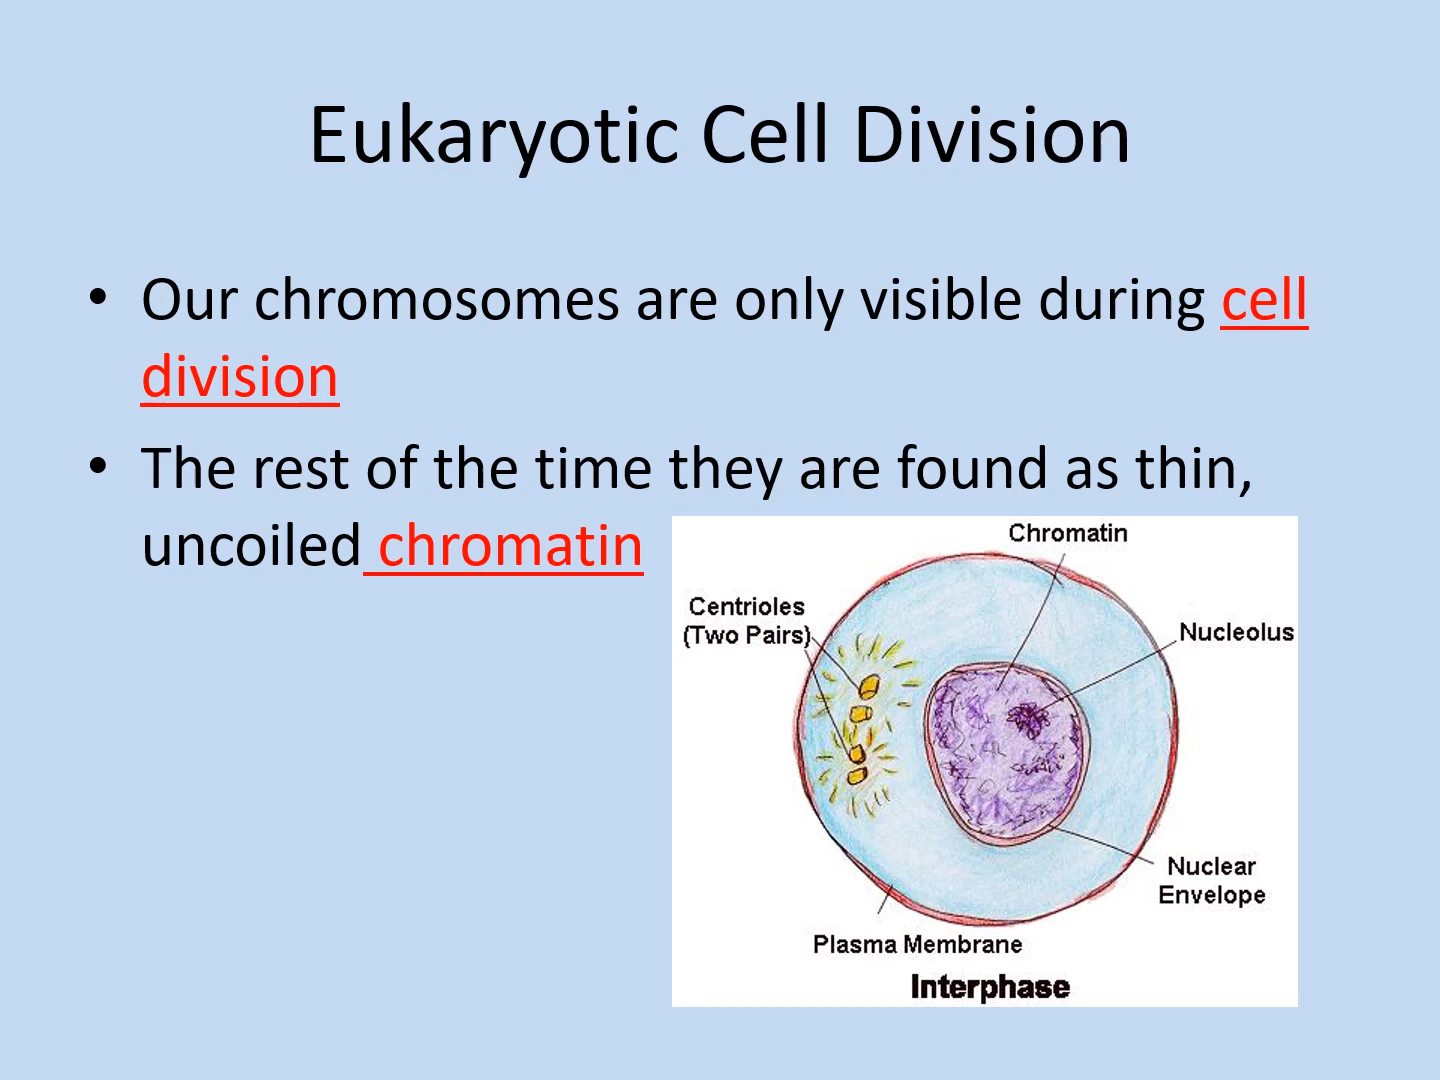 Eukaryotic Cell Division
• Our chromosomes are only visible during cell
division
• The rest of the time they are found as thin,
uncoiled chromatin
Chromatin
Centrioles
(Two Pairs)
Nucleolus
Nuclear
Envelope
Plasma Membrane
Interphase